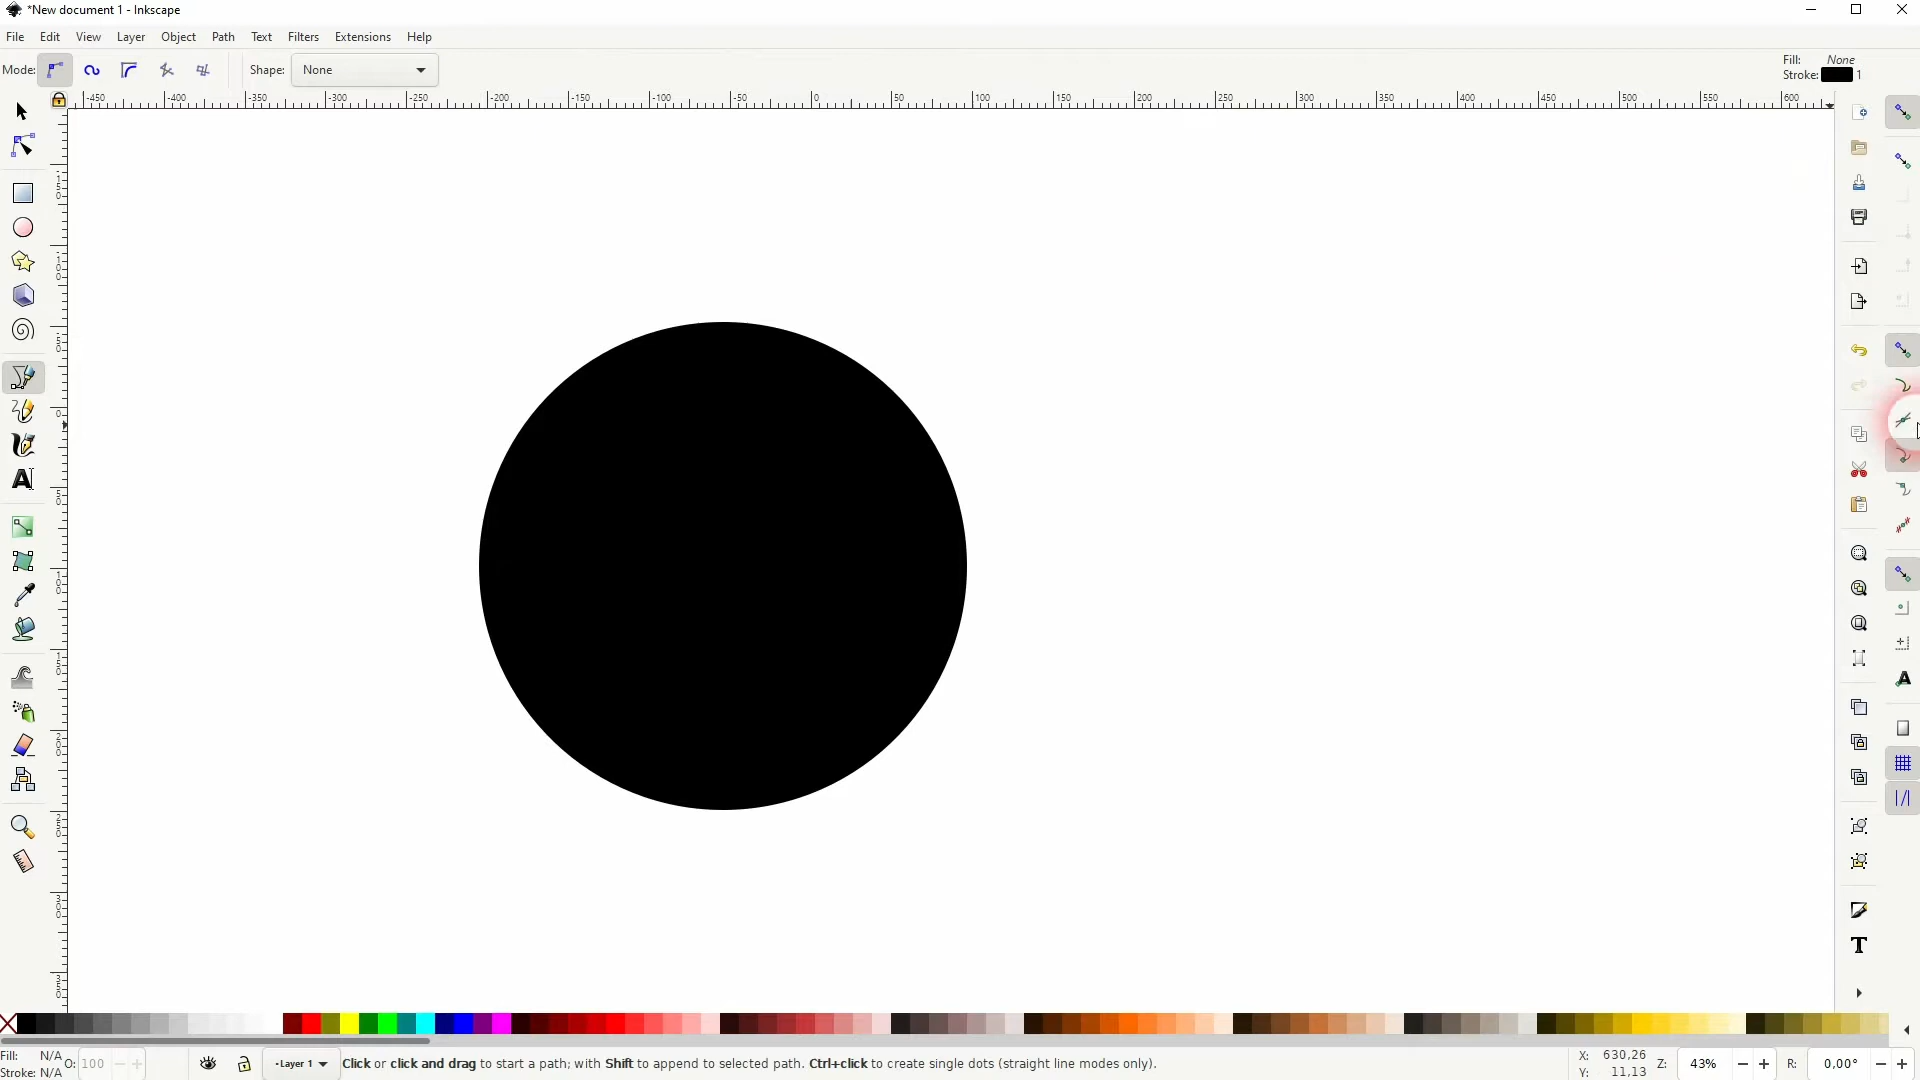 *New document 1 - Inkscape
File Edit View Layer Object Path Text Filters Extensions Help
Mode: Shape: None
Fill: None
Stroke: 1
-450 -400 -350 -300 -250 -200 -150 -100 -50 0 50 100 150 200 250 300 350 400 450 500 550 600
Fill: N/A
Stroke: N/A
O: 100
Layer 1
Click or click and drag to start a path; with Shift to append to selected path. Ctrl+click to create single dots (straight line modes only).
X: 630,26
Y: 11,13
Z: 43%
R: 0,00°